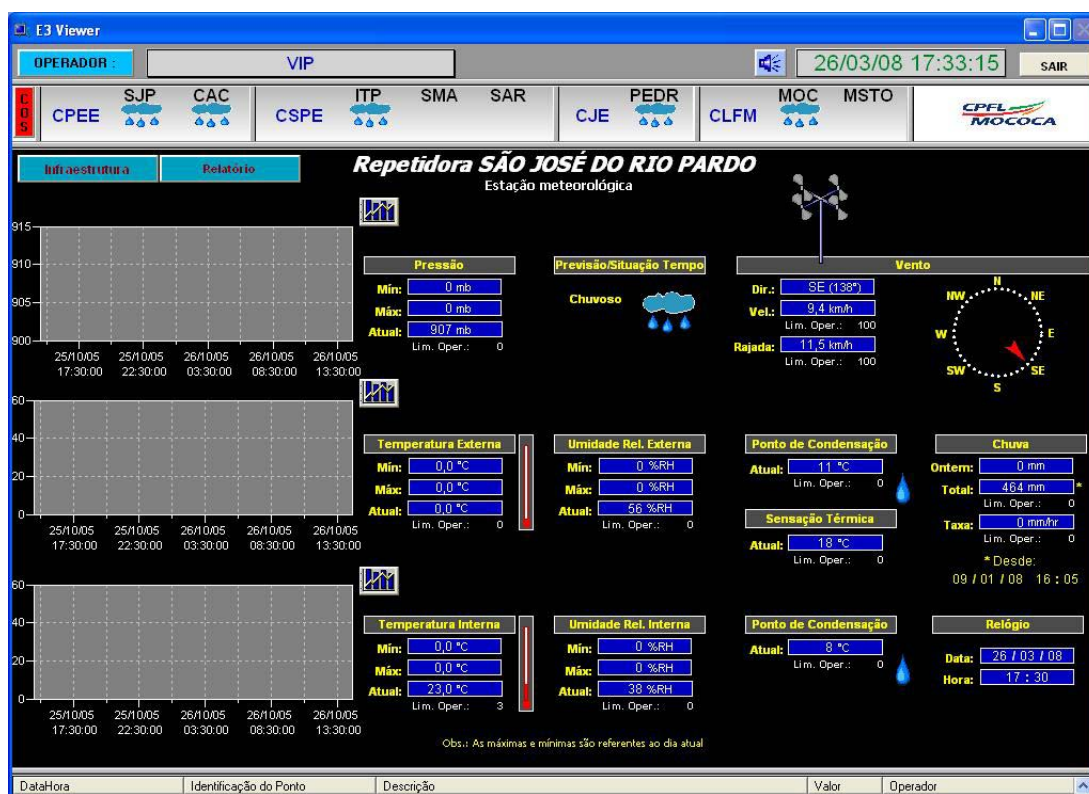 E3 Viewer
OPERADOR :
VIP
26/03/08 17:33:15
SAIR
COS
CPEE
SJP
CAC
CSPE
ITP
SMA
SAR
CJE
PEDR
CLFM
MOC
MSTO
CPFL
MOCOCA
Infraestrutura
Relatório
Repetidora SÃO JOSÉ DO RIO PARDO
Estação meteorológica
915
910
905
900
25/10/05 25/10/05 26/10/05 26/10/05 26/10/05
17:30:00 22:30:00 03:30:00 08:30:00 13:30:00
Pressão
Mín: 0 mb
Máx: 0 mb
Atual: 907 mb
Lim. Oper.: 0
Previsão/Situação Tempo
Chuvoso
Vento
Dir.: SE (138°)
Vel.: 9,4 km/h
Lim. Oper.: 100
Rajada: 11,5 km/h
Lim. Oper.: 100
N
NW NE
W E
SW SE
S
60
40
20
0
25/10/05 25/10/05 26/10/05 26/10/05 26/10/05
17:30:00 22:30:00 03:30:00 08:30:00 13:30:00
Temperatura Externa
Mín: 0,0 °C
Máx: 0,0 °C
Atual: 0,0 °C
Lim. Oper.: 0
Umidade Rel. Externa
Mín: 0 %RH
Máx: 0 %RH
Atual: 56 %RH
Lim. Oper.: 0
Ponto de Condensação
Atual: 11 °C
Lim. Oper.: 0
Sensação Térmica
Atual: 18 °C
Lim. Oper.: 0
Chuva
Ontem: 0 mm
Total: 464 mm *
Lim. Oper.: 0
Taxa: 0 mm/hr
Lim. Oper.: 0
* Desde:
09 / 01 / 08 16 : 05
60
40
20
0
25/10/05 25/10/05 26/10/05 26/10/05 26/10/05
17:30:00 22:30:00 03:30:00 08:30:00 13:30:00
Temperatura Interna
Mín: 0,0 °C
Máx: 0,0 °C
Atual: 23,0 °C
Lim. Oper.: 3
Umidade Rel. Interna
Mín: 0 %RH
Máx: 0 %RH
Atual: 38 %RH
Lim. Oper.: 0
Ponto de Condensação
Atual: 8 °C
Lim. Oper.: 0
Relógio
Data: 26 / 03 / 08
Hora: 17 : 30
Obs.: As máximas e mínimas são referentes ao dia atual
DataHora Identificação do Ponto Descrição Valor Operador